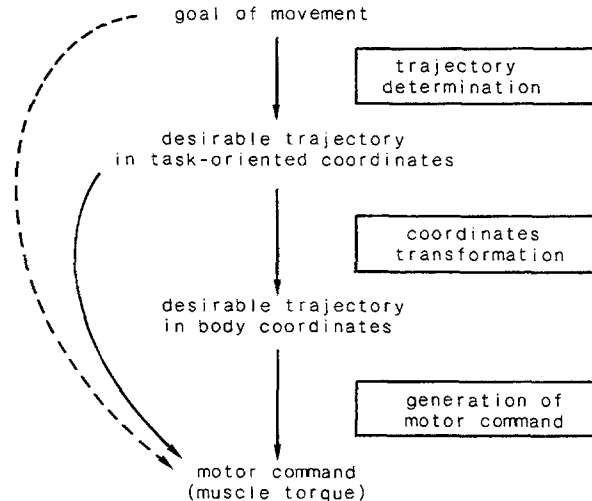 goal of movement
trajectory
determination
desirable trajectory
in task-oriented coordinates
coordinates
transformation
desirable trajectory
in body coordinates
generation of
motor command
motor command
(muscle torque)